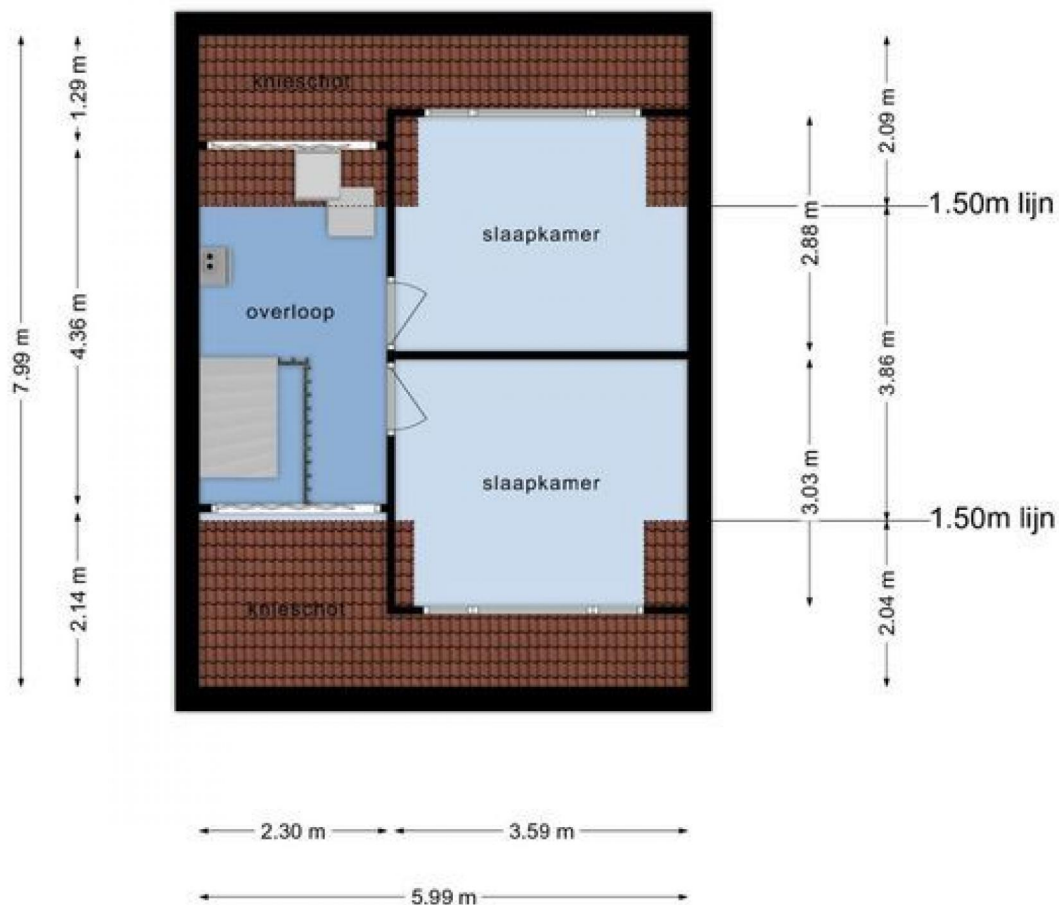 knieschot
1.29 m
2.09 m
1.50m lijn
slaapkamer
2.88 m
overloop
4.36 m
7.99 m
3.86 m
slaapkamer
3.03 m
1.50m lijn
knieschot
2.14 m
2.04 m
2.30 m
3.59 m
5.99 m